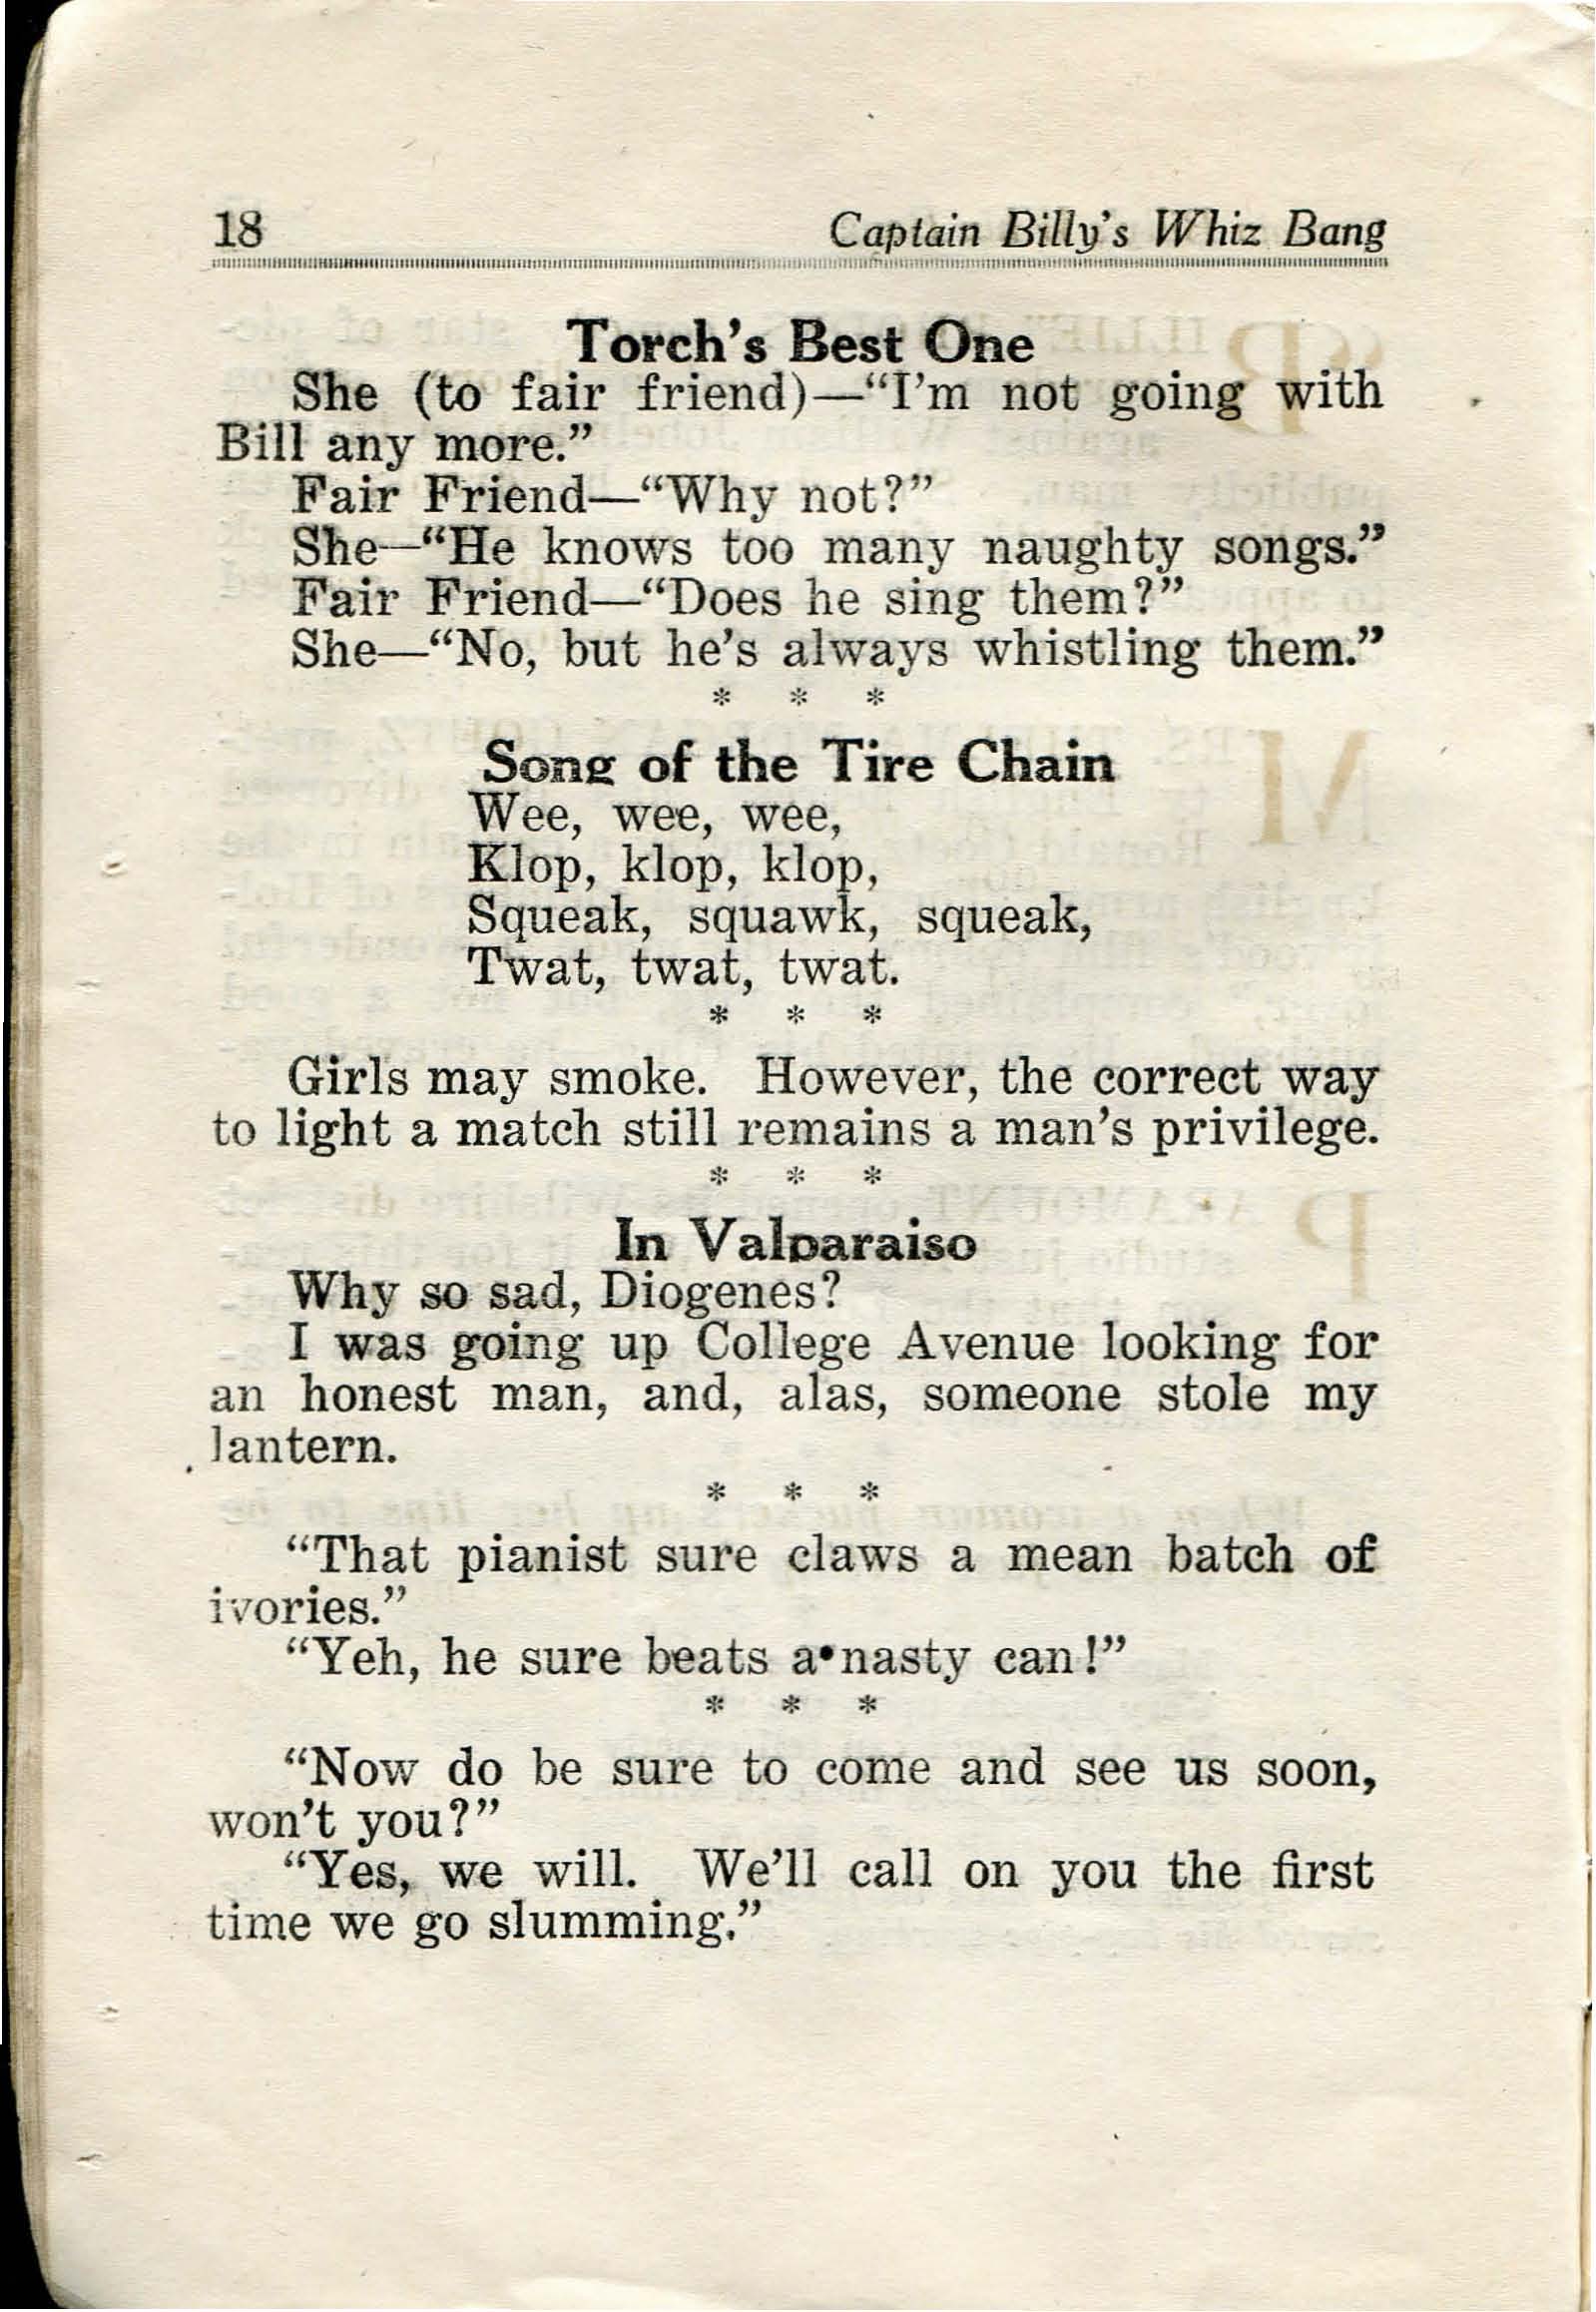 18 Captain Billy's Whiz Bang
Torch's Best One
She (to fair friend)—“I'm not going with
Bill any more.”
Fair Friend—“Why not?”
She—“He knows too many naughty songs.”
Fair Friend—“Does he sing them?”
She—“No, but he's always whistling them.”
* * *
Song of the Tire Chain
Wee, wee, wee,
Klop, klop, klop,
Squeak, squawk, squeak,
Twat, twat, twat.
* * *
Girls may smoke. However, the correct way
to light a match still remains a man's privilege.
* * *
In Valparaiso
Why so sad, Diogenes?
I was going up College Avenue looking for
an honest man, and, alas, someone stole my
lantern.
* * *
“That pianist sure claws a mean batch of
ivories.”
“Yeh, he sure beats a nasty can!”
* * *
“Now do be sure to come and see us soon,
won't you?”
“Yes, we will. We'll call on you the first
time we go slumming.”